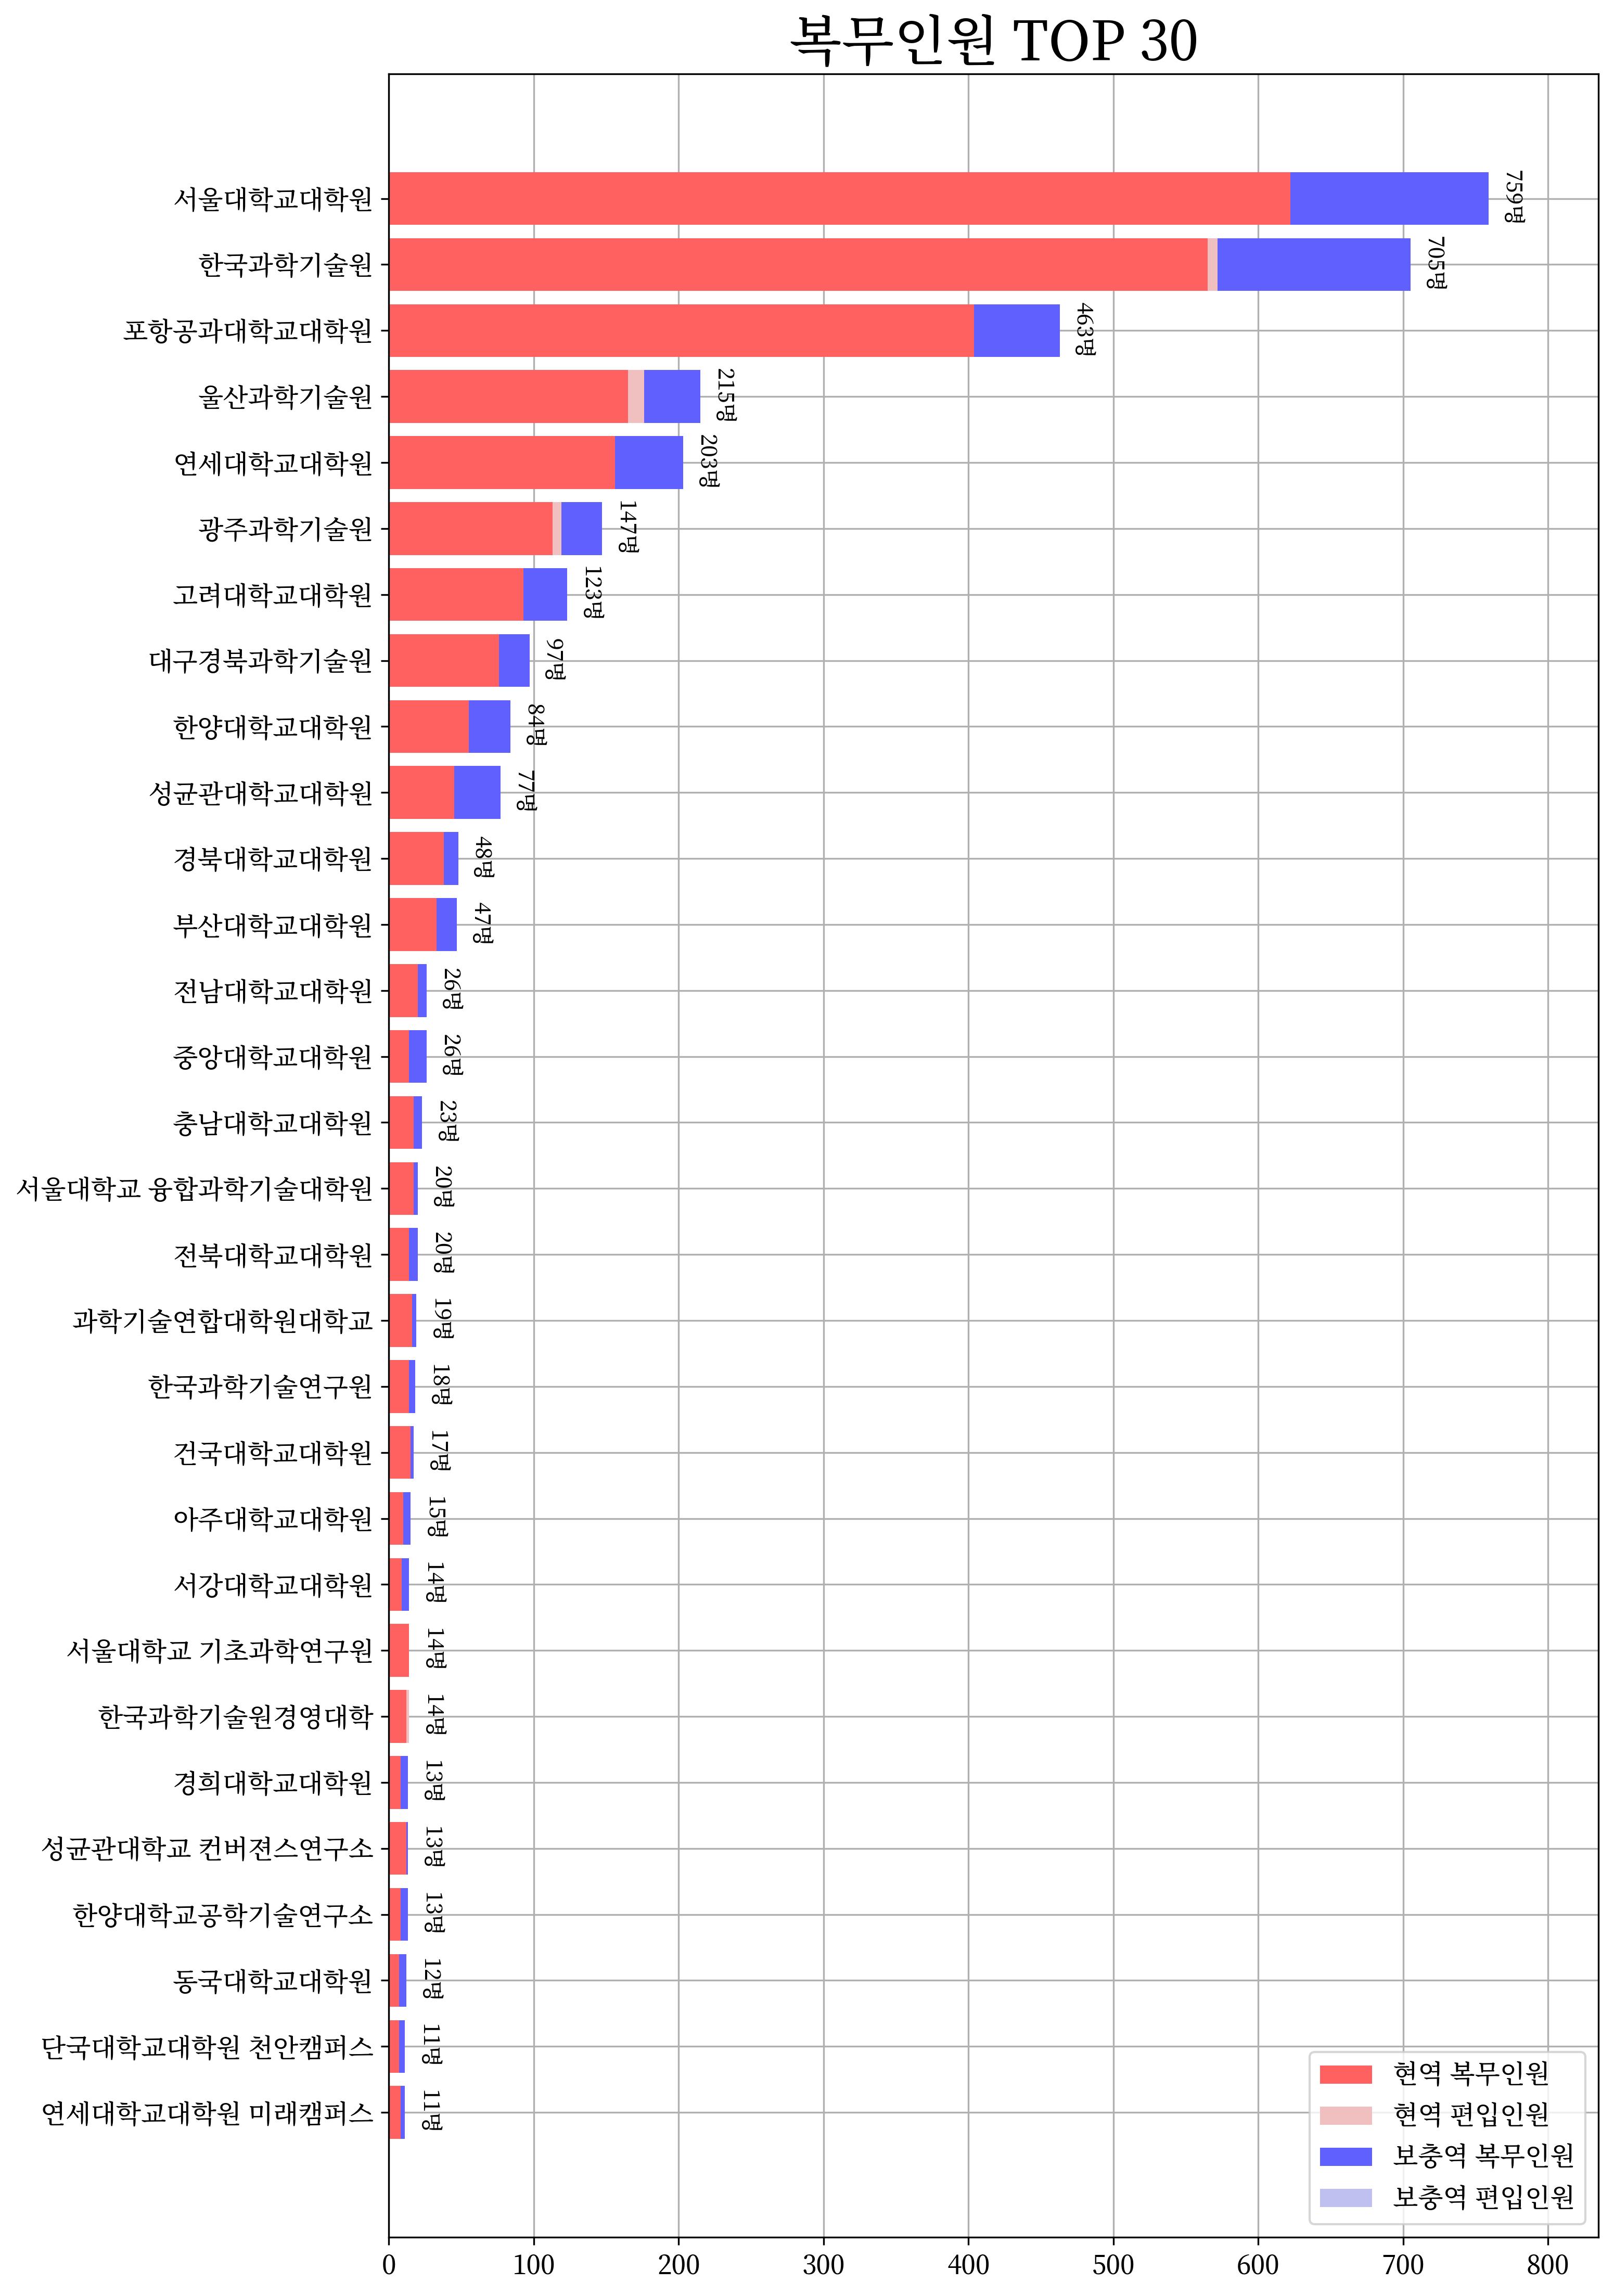 복무인원 TOP 30
서울대학교대학원 759명
한국과학기술원 705명
포항공과대학교대학원 463명
울산과학기술원 215명
연세대학교대학원 203명
광주과학기술원 147명
고려대학교대학원 123명
대구경북과학기술원 97명
한양대학교대학원 84명
성균관대학교대학원 77명
경북대학교대학원 48명
부산대학교대학원 47명
전남대학교대학원 26명
중앙대학교대학원 26명
충남대학교대학원 23명
서울대학교 융합과학기술대학원 20명
전북대학교대학원 20명
과학기술연합대학원대학교 19명
한국과학기술연구원 18명
건국대학교대학원 17명
아주대학교대학원 15명
서강대학교대학원 14명
서울대학교 기초과학연구원 14명
한국과학기술원경영대학 14명
경희대학교대학원 13명
성균관대학교 컨버젼스연구소 13명
한양대학교공학기술연구소 13명
동국대학교대학원 12명
단국대학교대학원 천안캠퍼스 11명
연세대학교대학원 미래캠퍼스 11명
현역 복무인원
현역 편입인원
보충역 복무인원
보충역 편입인원
0 100 200 300 400 500 600 700 800